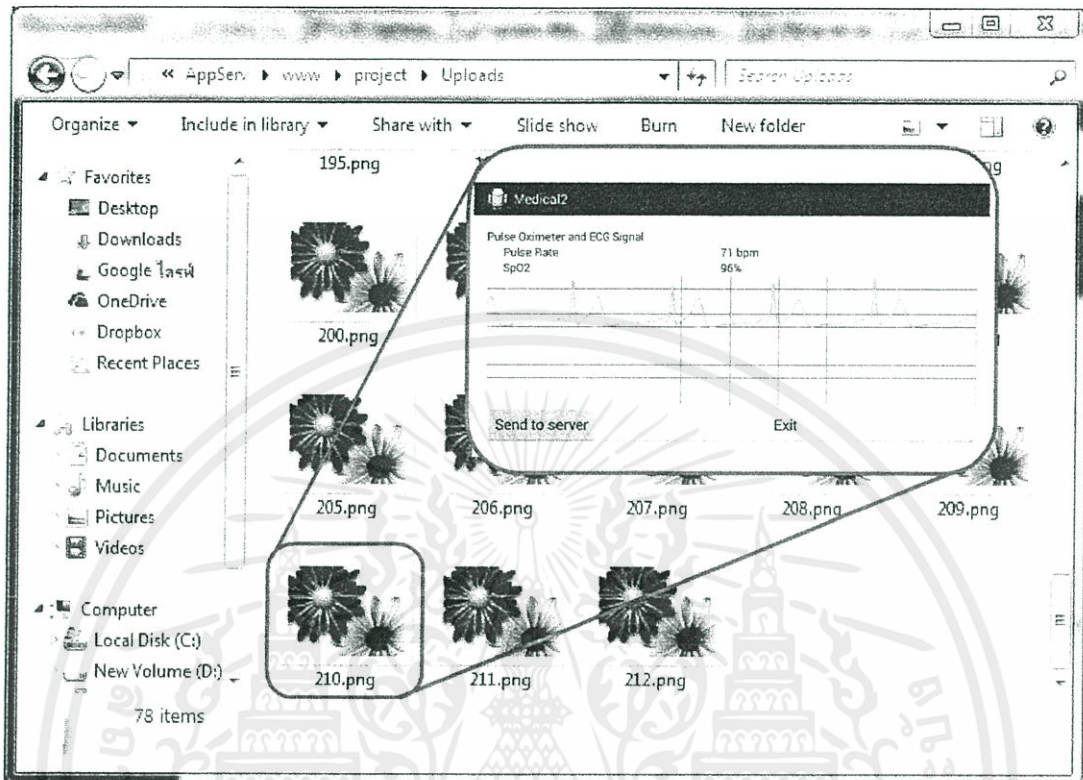 « AppServ ▸ www ▸ project ▸ Uploads Search Uploads
Organize Include in library Share with Slide show Burn New folder
Favorites
Desktop
Downloads
Google ไดรฟ์
OneDrive
Dropbox
Recent Places
Libraries
Documents
Music
Pictures
Videos
Computer
Local Disk (C:)
New Volume (D:)
78 items
195.png
200.png
205.png 206.png 207.png 208.png 209.png
210.png 211.png 212.png
Medical2
Pulse Oximeter and ECG Signal
Pulse Rate 71 bpm
SpO2 96%
Send to server Exit